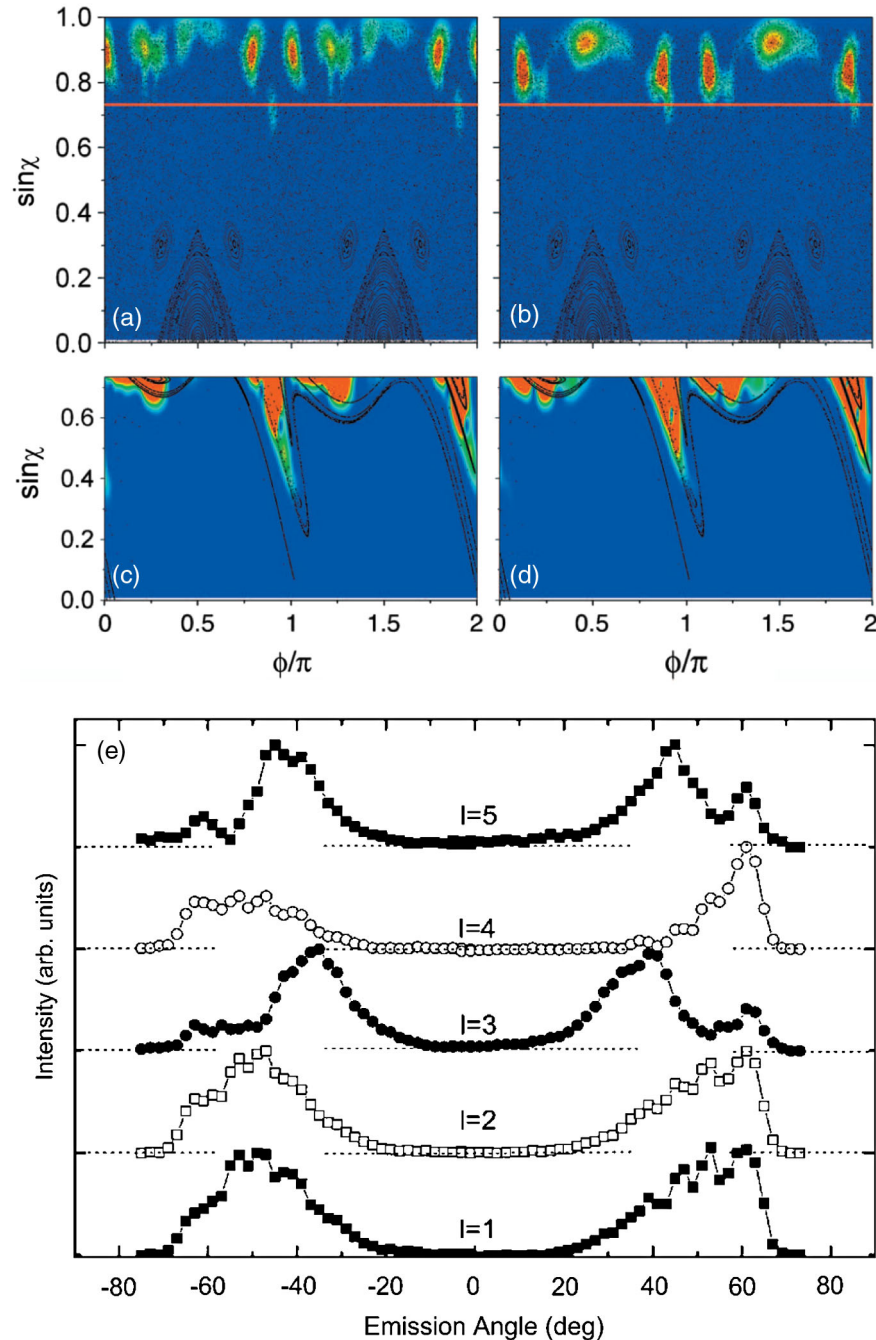 1.0
0.8
0.6
0.4
0.2
0.0
sinχ
(a)
(b)
0.6
0.4
0.2
0.0
sinχ
(c)
(d)
0.5 1 1.5 2
0.5 1 1.5 2
ϕ/π
ϕ/π
(e)
Intensity (arb. units)
l=5
l=4
l=3
l=2
l=1
-80 -60 -40 -20 0 20 40 60 80
Emission Angle (deg)